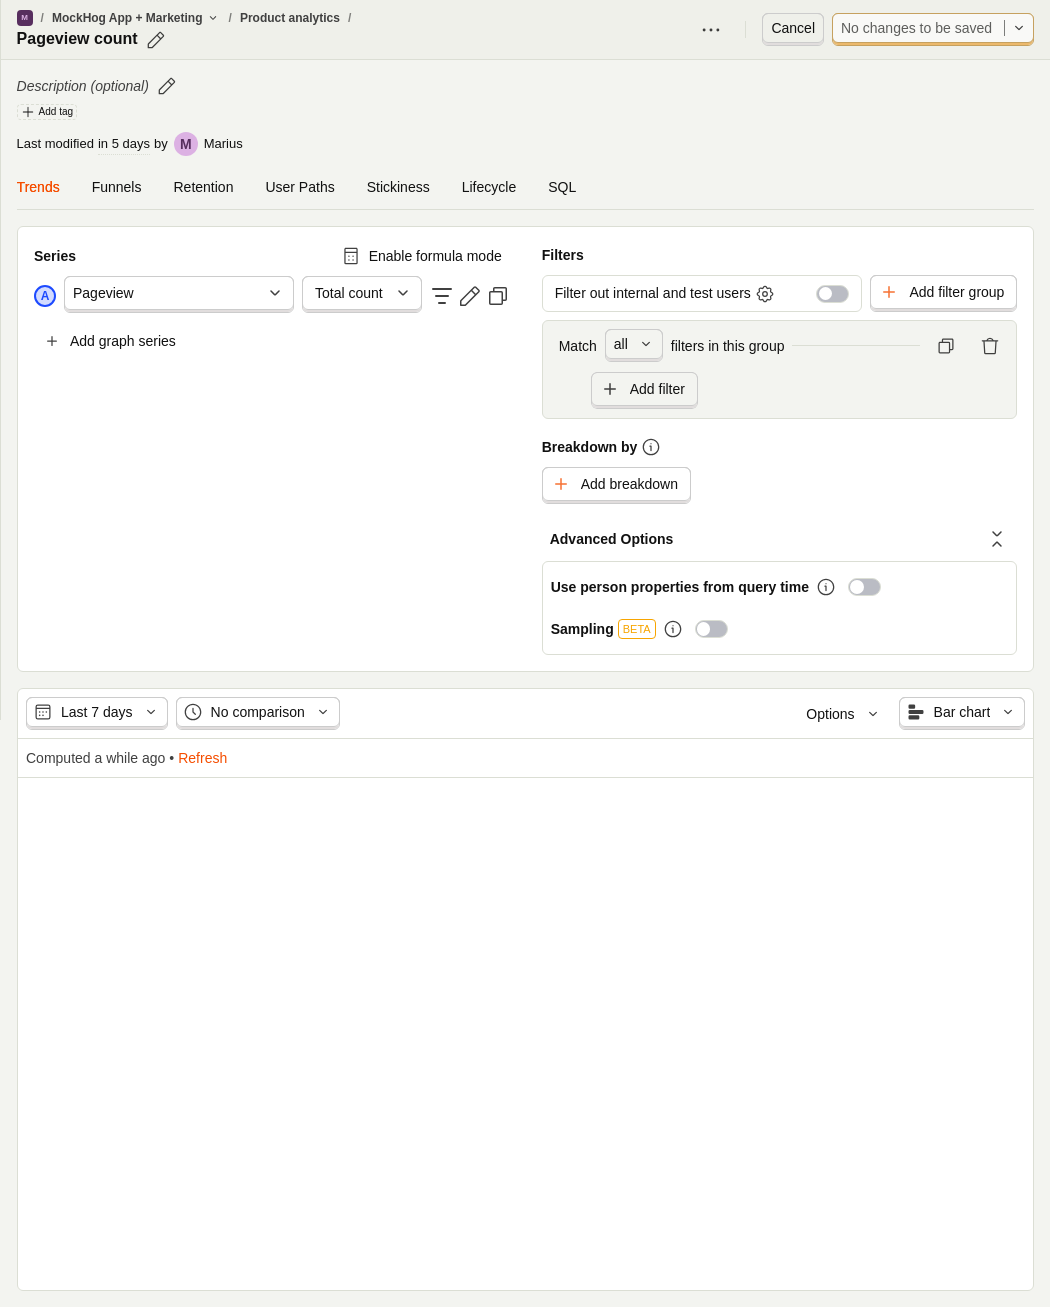 M / MockHog App + Marketing / Product analytics /
Pageview count
Cancel
No changes to be saved
Description (optional)
Add tag
Last modified in 5 days by M Marius
Trends Funnels Retention User Paths Stickiness Lifecycle SQL
Series
Enable formula mode
A Pageview Total count
Add graph series
Filters
Filter out internal and test users
Add filter group
Match all filters in this group
Add filter
Breakdown by
Add breakdown
Advanced Options
Use person properties from query time
Sampling BETA
Last 7 days No comparison Options Bar chart
Computed a while ago • Refresh